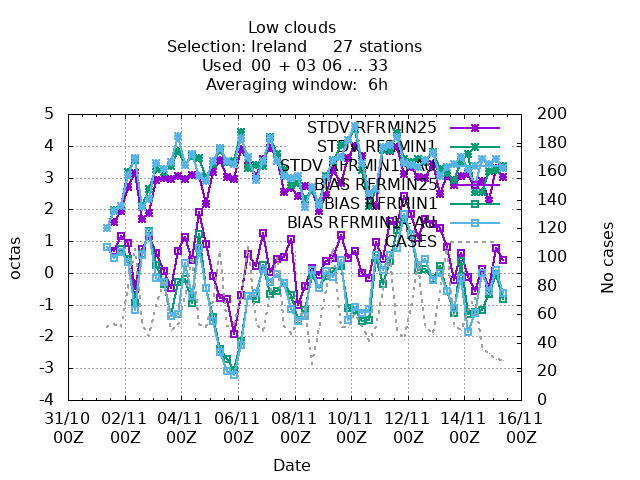 Low clouds
Selection: Ireland 27 stations
Used 00 + 03 06 ... 33
Averaging window: 6h
5 200
STDV RFRMIN25
4 180
STDV RFRMIN1
160
3
BIAS RFRMIN25
140
2
BIAS RFRMIN1
120
1
CASES
100
0
80
-1
60
-2
40
-3
20
-4 0
octas
No cases
31/10 02/11 04/11 06/11 08/11 10/11 12/11 14/11 16/11
00Z 00Z 00Z 00Z 00Z 00Z 00Z 00Z 00Z
Date